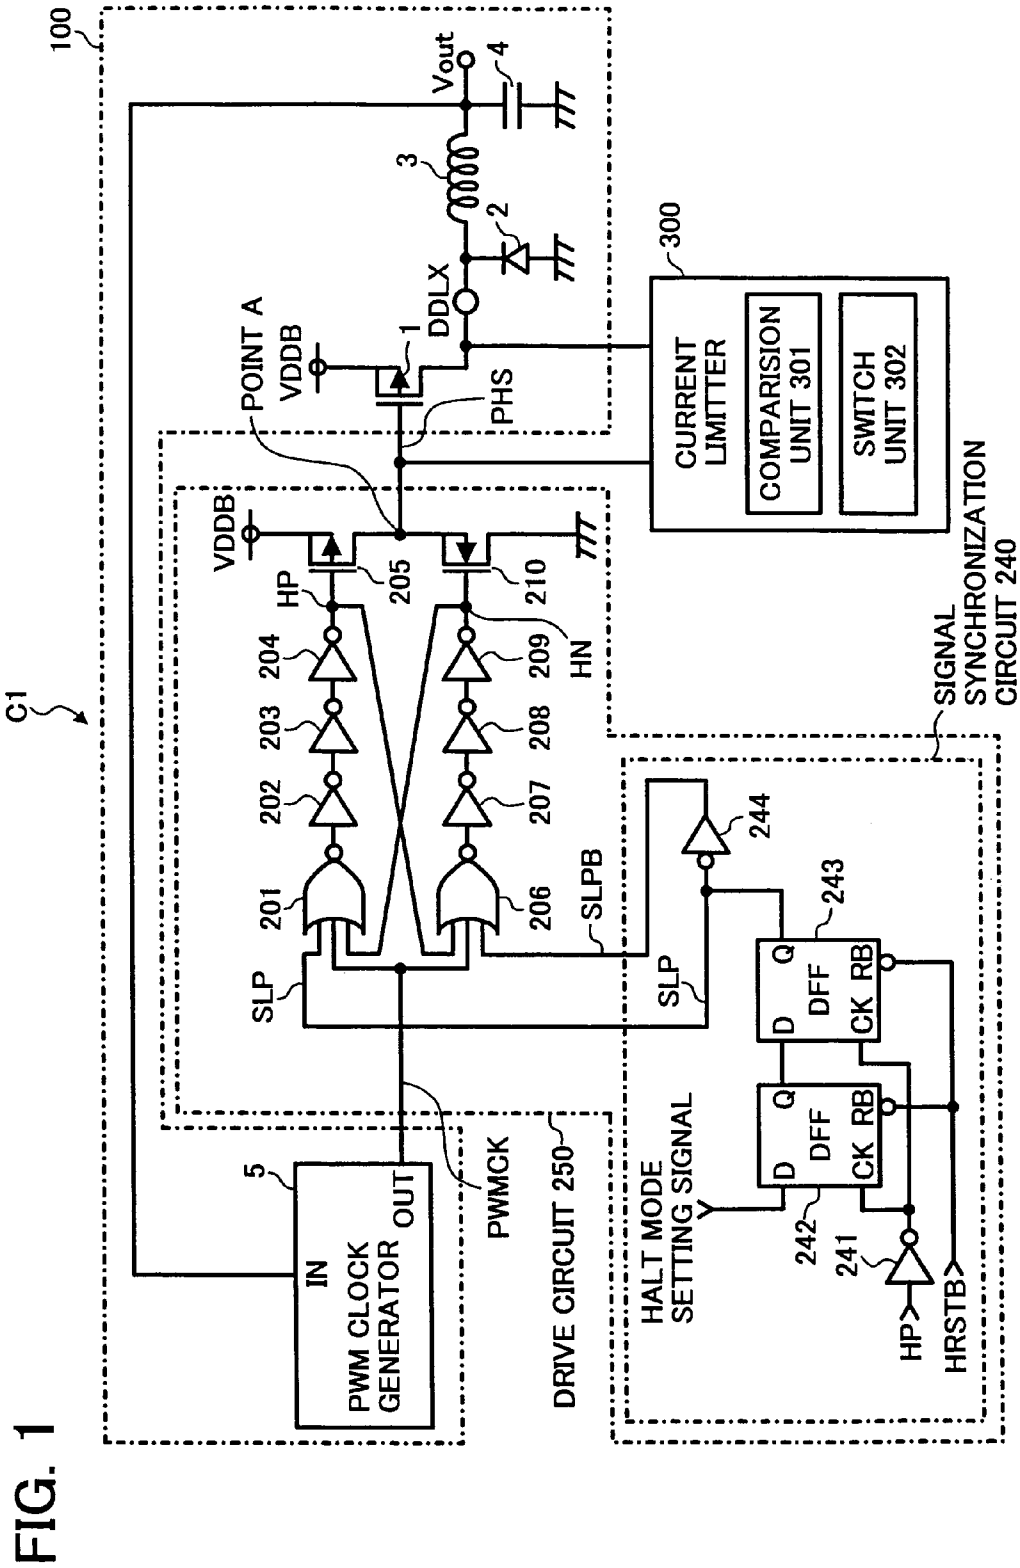 FIG. 1
C1
100
5
IN
PWM CLOCK
GENERATOR
OUT
PWMCK
SLP
201
202
203
204
HP
VDDB
205
POINT A
VDDB
1
PHS
DDLX
2
3
Vout
4
206
207
208
209
HN
210
SLPB
SLP
244
DRIVE CIRCUIT 250
HALT MODE
SETTING SIGNAL
D
Q
DFF
CK
RB
242
D
Q
DFF
CK
RB
243
241
HP
HRSTB
SIGNAL
SYNCHRONIZATION
CIRCUIT 240
300
CURRENT
LIMITTER
COMPARISION
UNIT 301
SWITCH
UNIT 302